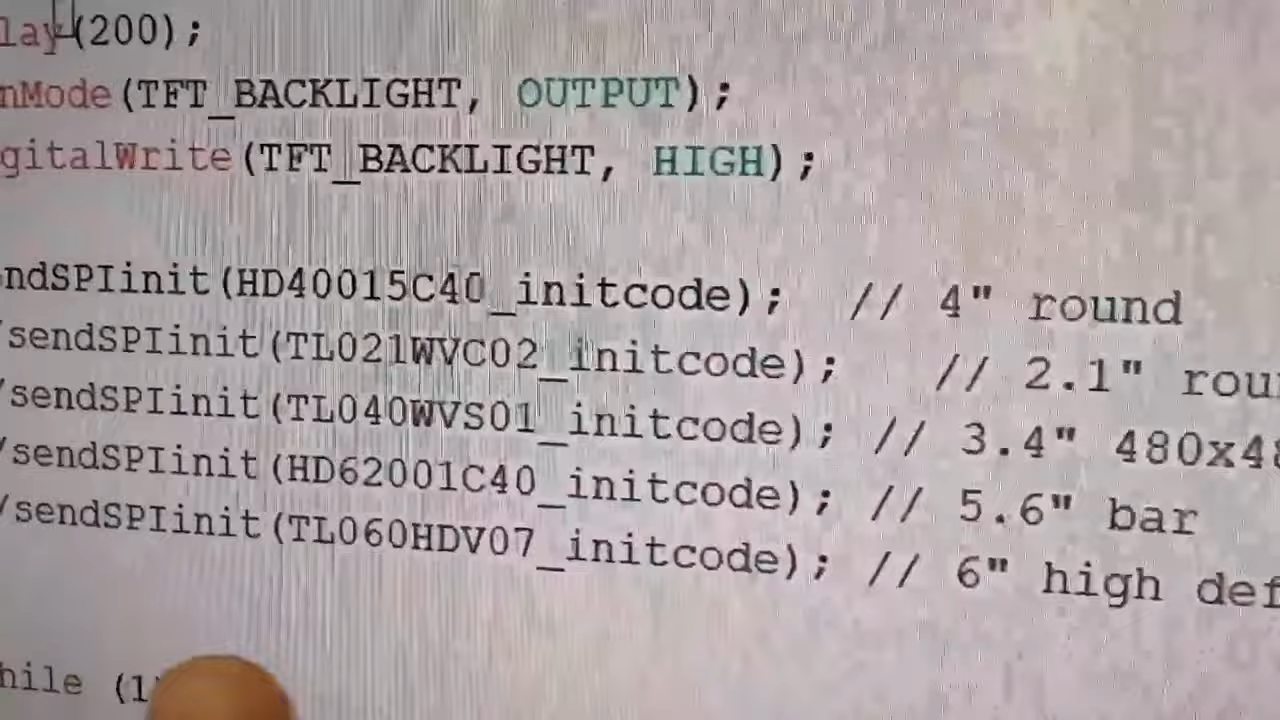 lay(200);
nMode(TFT_BACKLIGHT, OUTPUT);
gitalWrite(TFT_BACKLIGHT, HIGH);
ndSPIinit(HD40015C40_initcode); // 4" round
/sendSPIinit(TL021WVC02_initcode); // 2.1" rou
/sendSPIinit(TL040WVS01_initcode); // 3.4" 480x48
/sendSPIinit(HD62001C40_initcode); // 5.6" bar
/sendSPIinit(TL060HDV07_initcode); // 6" high def
hile (1